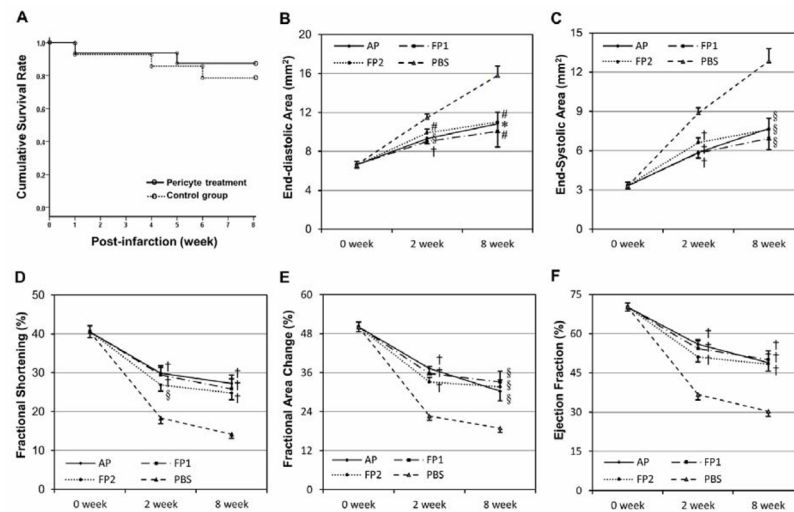 A
Cumulative Survival Rate
1.0
0.8
0.6
0.4
0.2
0.0
Pericyte treatment
Control group
0 1 2 3 4 5 6 7 8
Post-infarction (week)
B
End-diastolic Area (mm²)
AP FP1
FP2 PBS
20
16
12
8
4
# § †
# * #
0 week 2 week 8 week
C
End-Systolic Area (mm²)
AP FP1
FP2 PBS
15
12
9
6
3
0
† † †
§ § §
0 week 2 week 8 week
D
Fractional Shortening (%)
50
40
30
20
10
0
† † §
† † †
AP FP1
FP2 PBS
0 week 2 week 8 week
E
Fractional Area Change (%)
60
48
36
24
12
0
† † †
§ § §
AP FP1
FP2 PBS
0 week 2 week 8 week
F
Ejection Fraction (%)
75
60
45
30
15
0
† † †
† † †
AP FP1
FP2 PBS
0 week 2 week 8 week